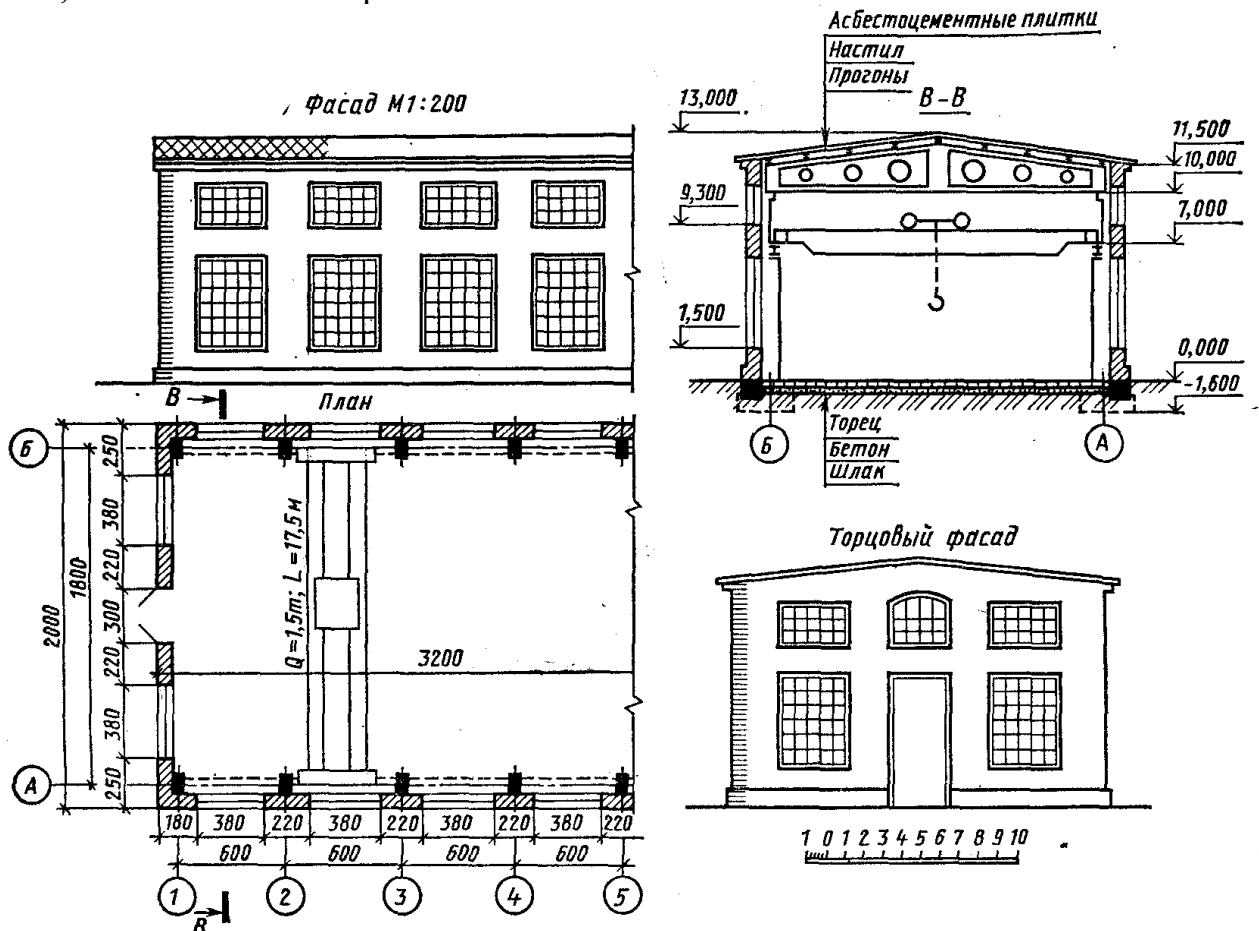 Фасад М1:200
Асбестоцементные плитки
Настил
Прогоны
В-В
13,000
11,500
10,000
9,300
7,000
1,500
0,000
-1,600
Б
А
Торец
Бетон
Шлак
В
План
Б
А
250
380
220
300
220
380
250
1800
2000
Q=1,5т; L=17,5м
3200
180 380 220 380 220 380 220 380 220
600 600 600 600
1 2 3 4 5
В
Торцовый фасад
1 0 1 2 3 4 5 6 7 8 9 10